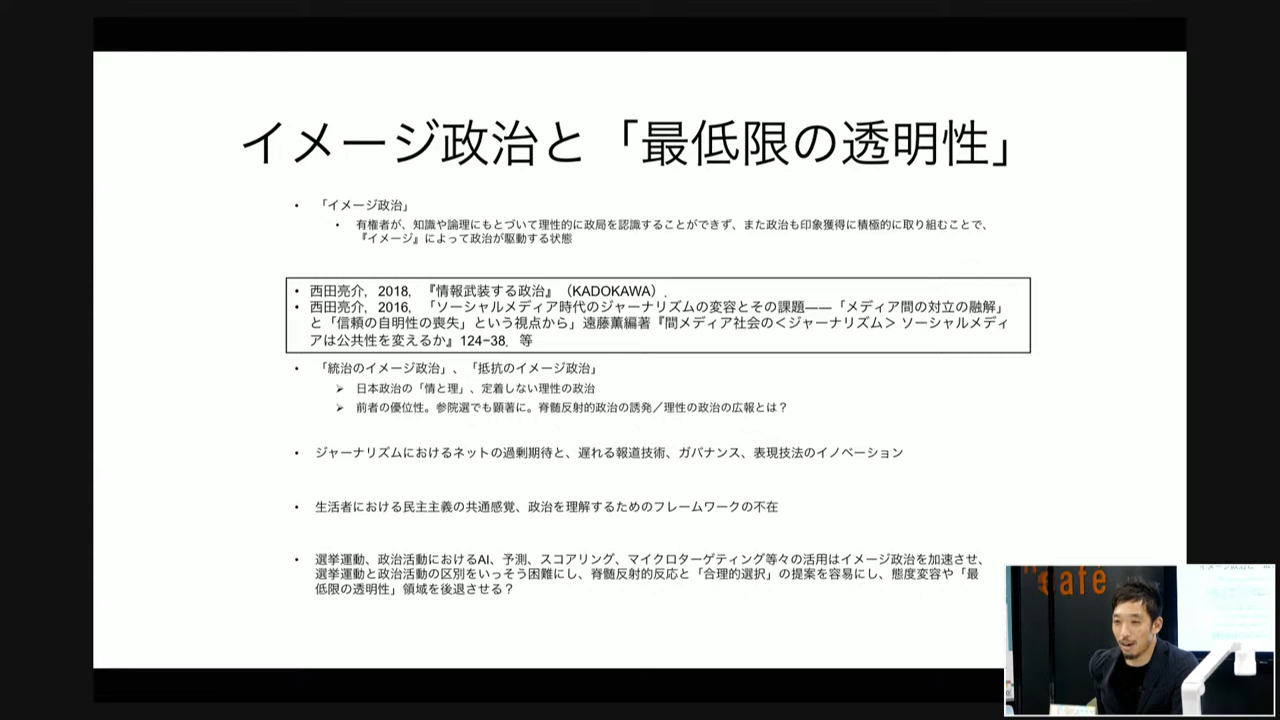 イメージ政治と「最低限の透明性」
• 「イメージ政治」
• 有権者が、知識や論理にもとづいて理性的に政局を認識することができず、また政治も印象獲得に積極的に取り組むことで、
『イメージ』によって政治が駆動する状態
• 西田亮介，2018，『情報武装する政治』（KADOKAWA）．
• 西田亮介，2016，「ソーシャルメディア時代のジャーナリズムの変容とその課題——「メディア間の対立の融解」
と「信頼の自明性の喪失」という視点から」遠藤薫編著『間メディア社会の＜ジャーナリズム＞ ソーシャルメディ
アは公共性を変えるか』124−38．等
• 「統治のイメージ政治」、「抵抗のイメージ政治」
➢ 日本政治の「情と理」、定着しない理性の政治
➢ 前者の優位性。参院選でも顕著に。脊髄反射的政治の誘発／理性の政治の広報とは？
• ジャーナリズムにおけるネットの過剰期待と、遅れる報道技術、ガバナンス、表現技法のイノベーション
• 生活者における民主主義の共通感覚、政治を理解するためのフレームワークの不在
• 選挙運動、政治活動におけるAI、予測、スコアリング、マイクロターゲティング等々の活用はイメージ政治を加速させ、
選挙運動と政治活動の区別をいっそう困難にし、脊髄反射的反応と「合理的選択」の提案を容易にし、態度変容や「最
低限の透明性」領域を後退させる？
café